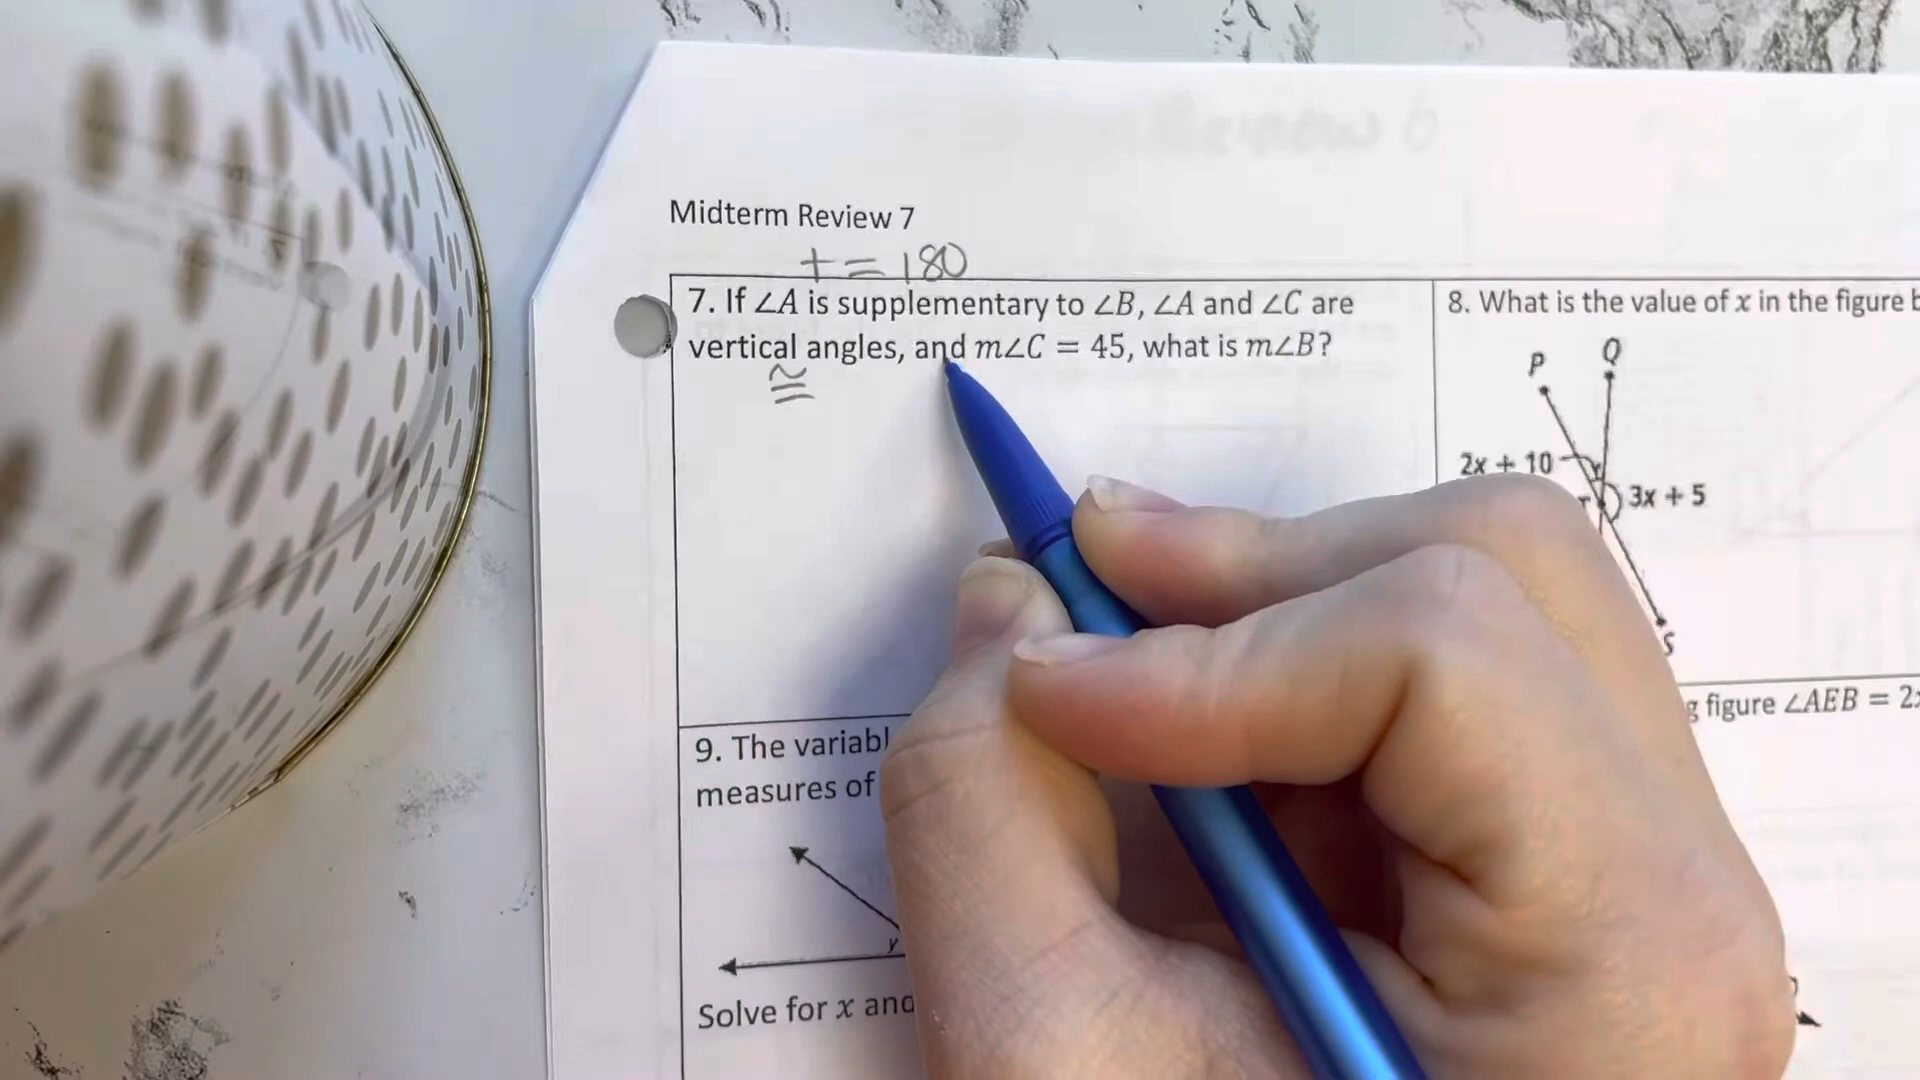 Midterm Review 7
+ = 180
7. If ∠A is supplementary to ∠B, ∠A and ∠C are
vertical angles, and m∠C = 45, what is m∠B?
≅
8. What is the value of x in the figure
P
Q
2x + 10
3x + 5
S
figure ∠AEB =
9. The
measures of
y
Solve for x and